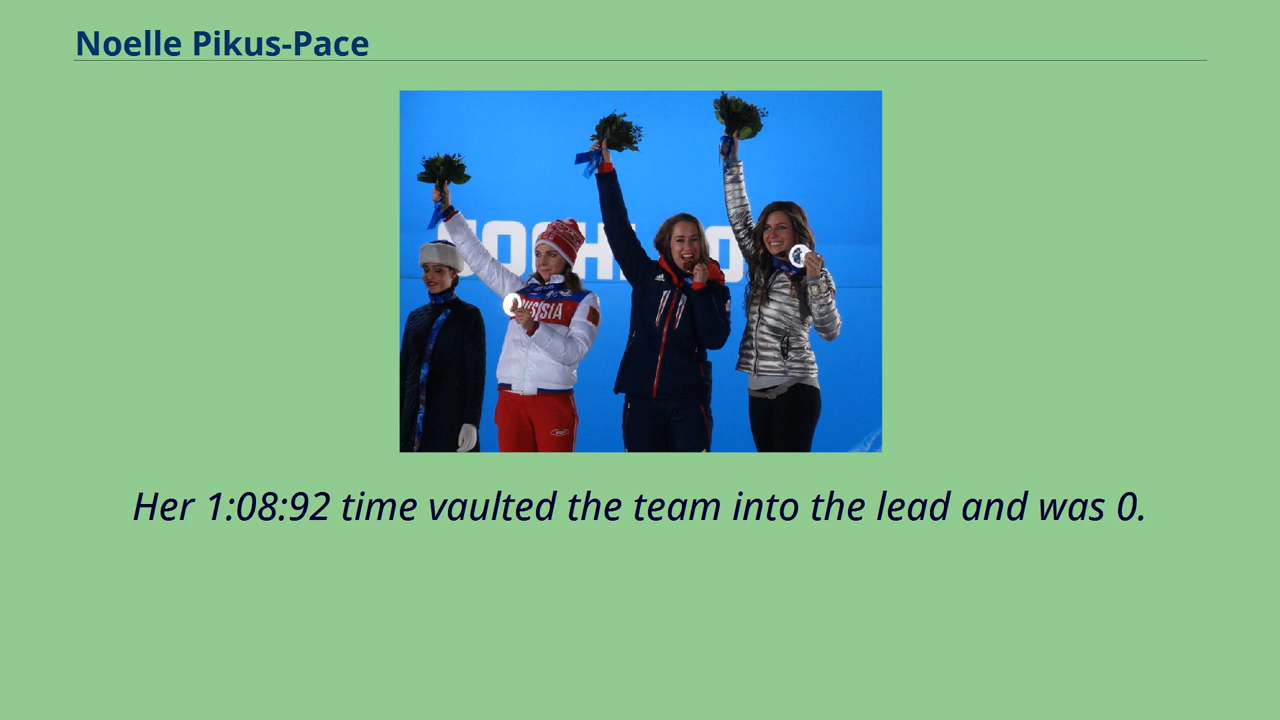 Noelle Pikus-Pace
Her 1:08:92 time vaulted the team into the lead and was 0.